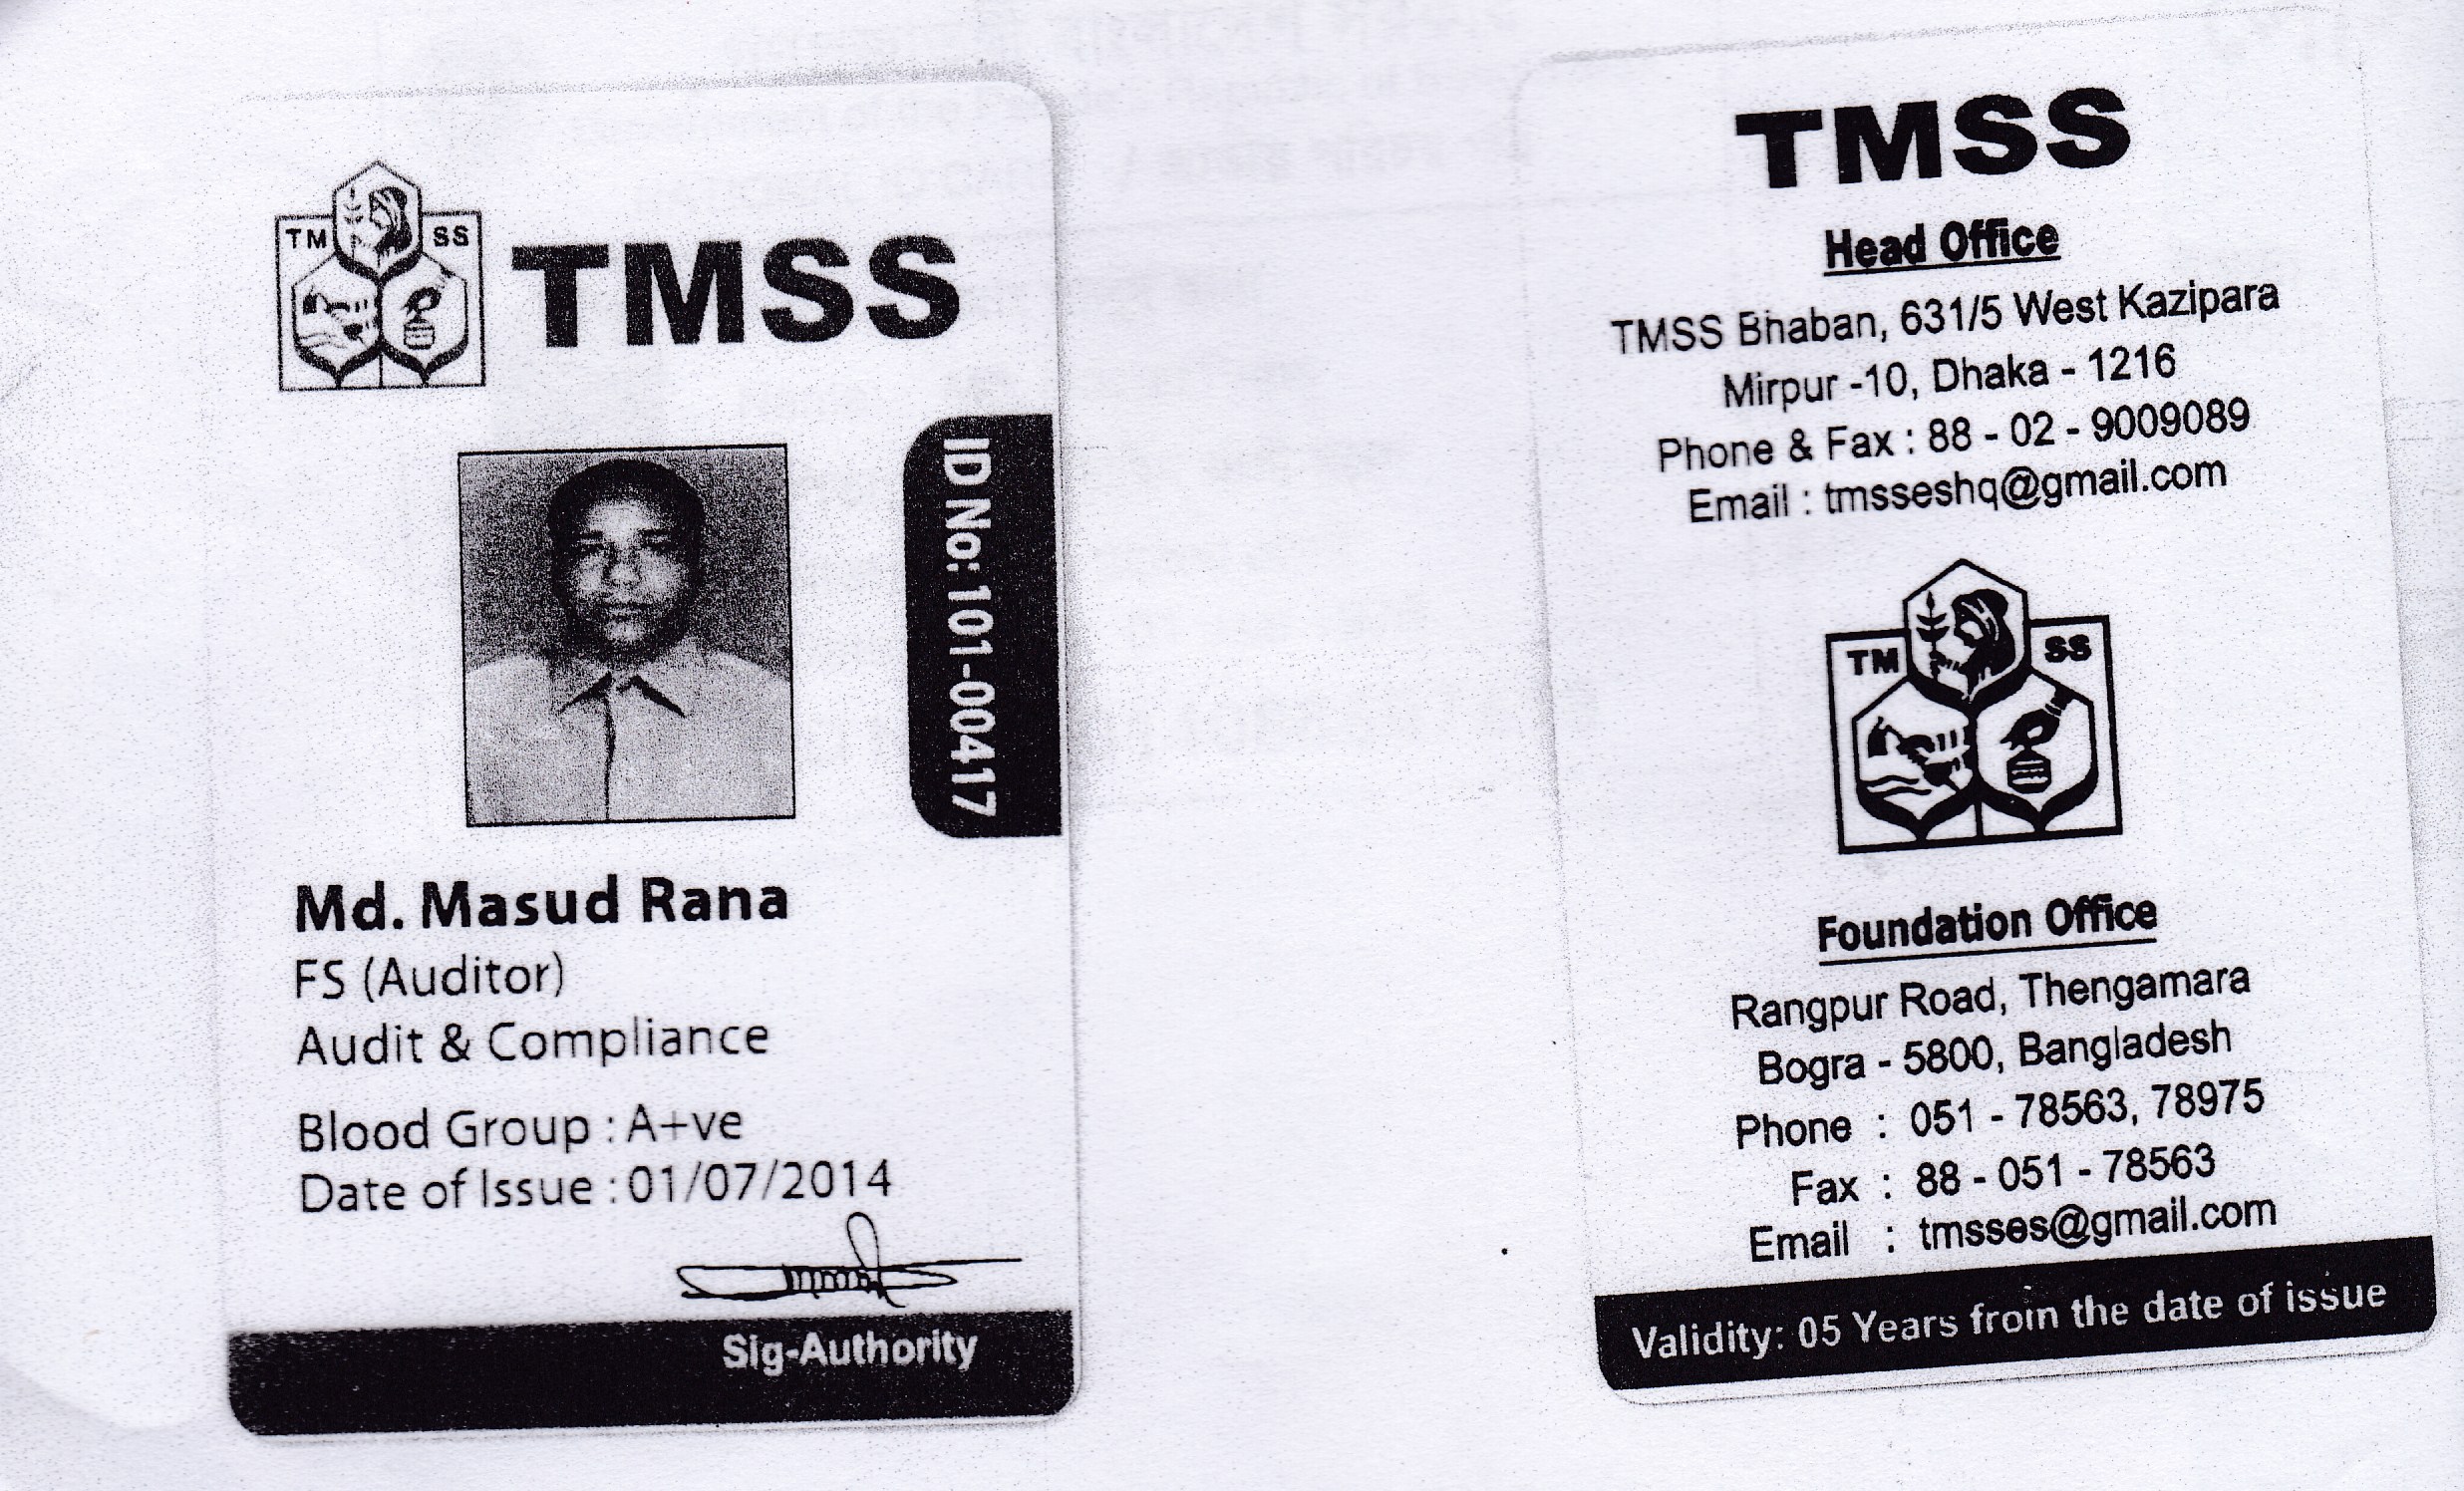 TM SS
TMSS
ID No: 101-00417
Md. Masud Rana
FS (Auditor)
Audit & Compliance
Blood Group : A+ve
Date of Issue : 01/07/2014
Sig-Authority
TMSS
Head Office
TMSS Bhaban, 631/5 West Kazipara
Mirpur -10, Dhaka - 1216
Phone & Fax : 88 - 02 - 9009089
Email : tmsseshq@gmail.com
TM SS
Foundation Office
Rangpur Road, Thengamara
Bogra - 5800, Bangladesh
Phone : 051 - 78563, 78975
Fax : 88 - 051 - 78563
Email : tmsses@gmail.com
Validity: 05 Years from the date of issue